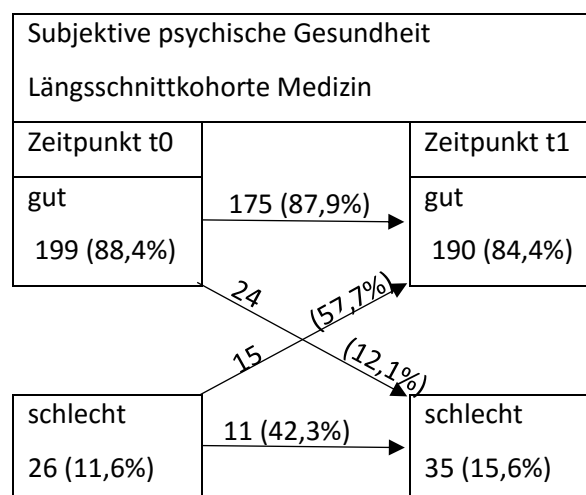 Subjektive psychische Gesundheit
Längsschnittkohorte Medizin
Zeitpunkt t0
Zeitpunkt t1
gut
175 (87,9%)
gut
199 (88,4%)
190 (84,4%)
24
(57,7%)
15
(12,1%)
schlecht
11 (42,3%)
schlecht
26 (11,6%)
35 (15,6%)